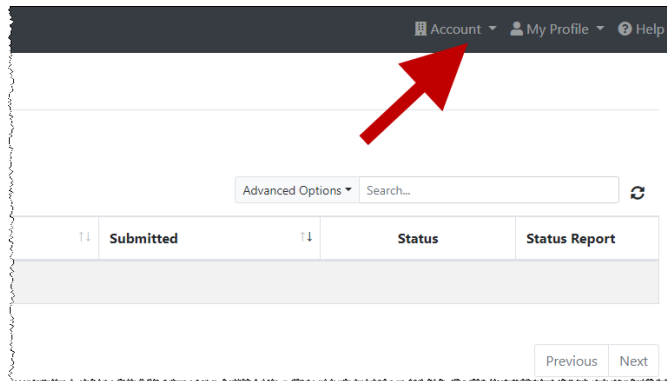 Account My Profile Help
Advanced Options Search...
Submitted Status Status Report
Previous Next